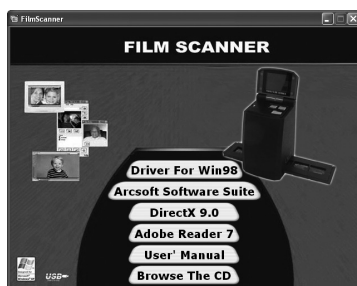 FilmScanner
FILM SCANNER
Driver For Win98
Arcsoft Software Suite
DirectX 9.0
Adobe Reader 7
User' Manual
Browse The CD
USB